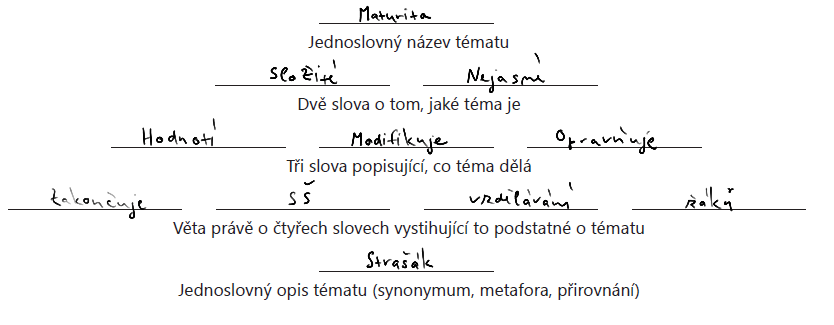 Maturita
Jednoslovný název tématu
Složité Nejasné
Dvě slova o tom, jaké téma je
Hodnotí Modifikuje Opravňuje
Tři slova popisující, co téma dělá
Zakončuje SŠ vzdělávání žáků
Věta právě o čtyřech slovech vystihující to podstatné o tématu
Strašák
Jednoslovný opis tématu (synonymum, metafora, přirovnání)